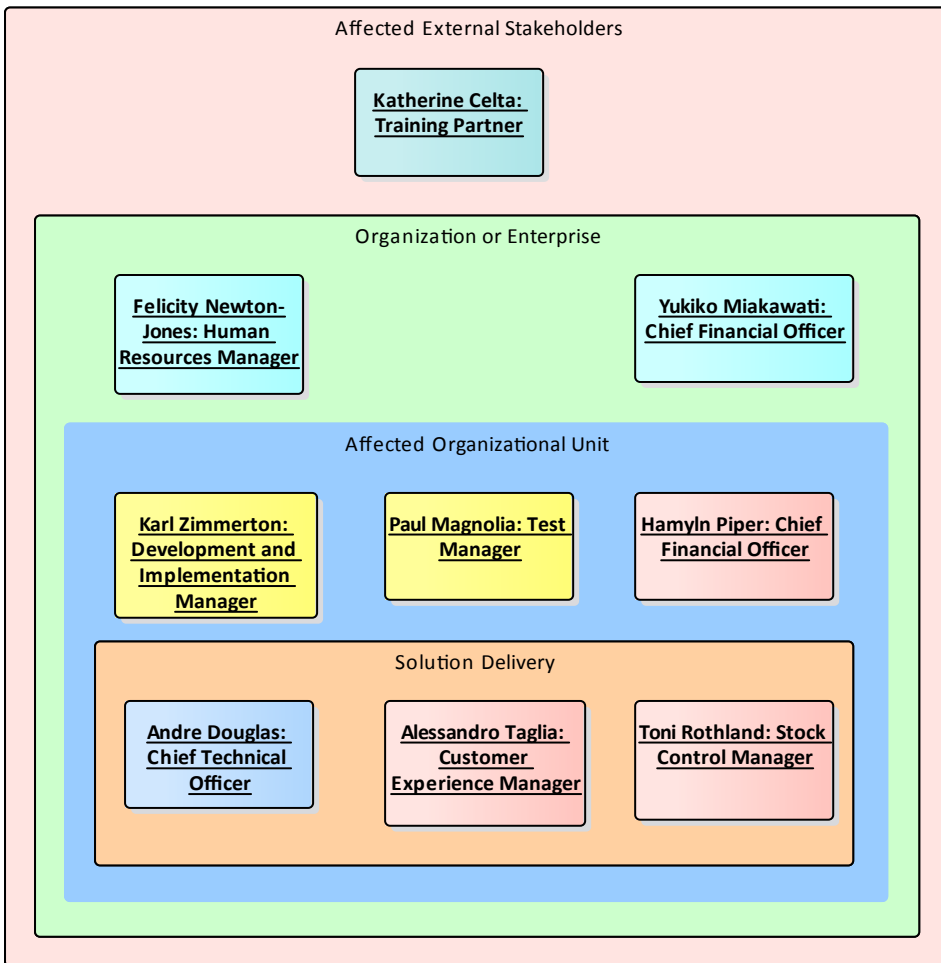 Affected External Stakeholders
Katherine Celta:
Training Partner
Organization or Enterprise
Felicity Newton-
Jones: Human
Resources Manager
Yukiko Miakawati:
Chief Financial Officer
Affected Organizational Unit
Karl Zimmerton:
Development and
Implementation
Manager
Paul Magnolia: Test
Manager
Hamyln Piper: Chief
Financial Officer
Solution Delivery
Andre Douglas:
Chief Technical
Officer
Alessandro Taglia:
Customer
Experience Manager
Toni Rothland: Stock
Control Manager